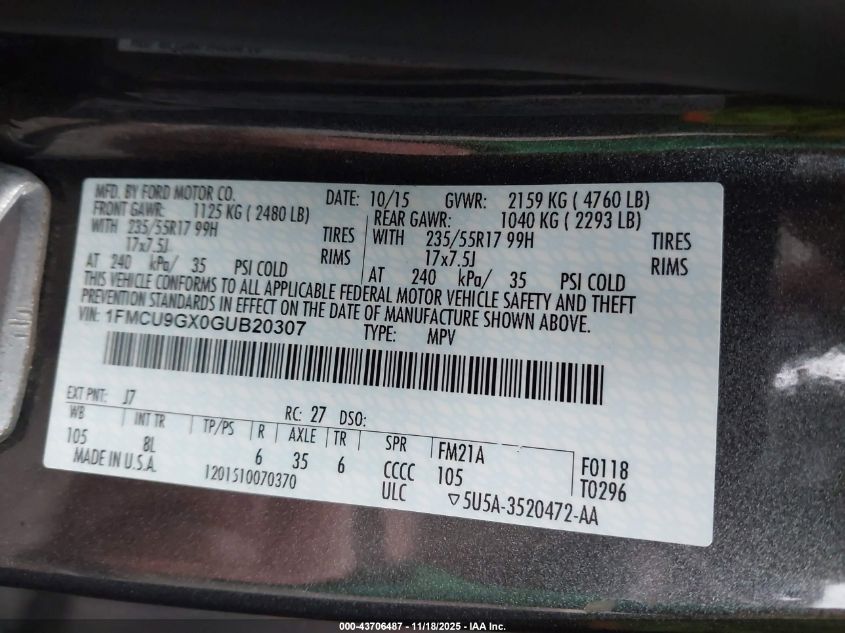 MFD. BY FORD MOTOR CO.
DATE: 10/15 GVWR: 2159 KG ( 4760 LB)
FRONT GAWR: 1125 KG ( 2480 LB) REAR GAWR: 1040 KG ( 2293 LB)
WITH 235/55R17 99H TIRES WITH 235/55R17 99H TIRES
17x7.5J RIMS 17x7.5J RIMS
AT 240 kPa/ 35 PSI COLD AT 240 kPa/ 35 PSI COLD
THIS VEHICLE CONFORMS TO ALL APPLICABLE FEDERAL MOTOR VEHICLE SAFETY AND THEFT
PREVENTION STANDARDS IN EFFECT ON THE DATE OF MANUFACTURE SHOWN ABOVE.
VIN: 1FMCU9GX0GUB20307
TYPE: MPV
EXT PNT: J7 RC: 27 DSO:
WB INT TR TP/PS R AXLE TR SPR FM21A F0118
105 8L 6 35 6 CCCC 105 T0296
MADE IN U.S.A. 1201510070370 ULC ▽5U5A-3520472-AA
000-43706487 - 11/18/2025 - IAA Inc.